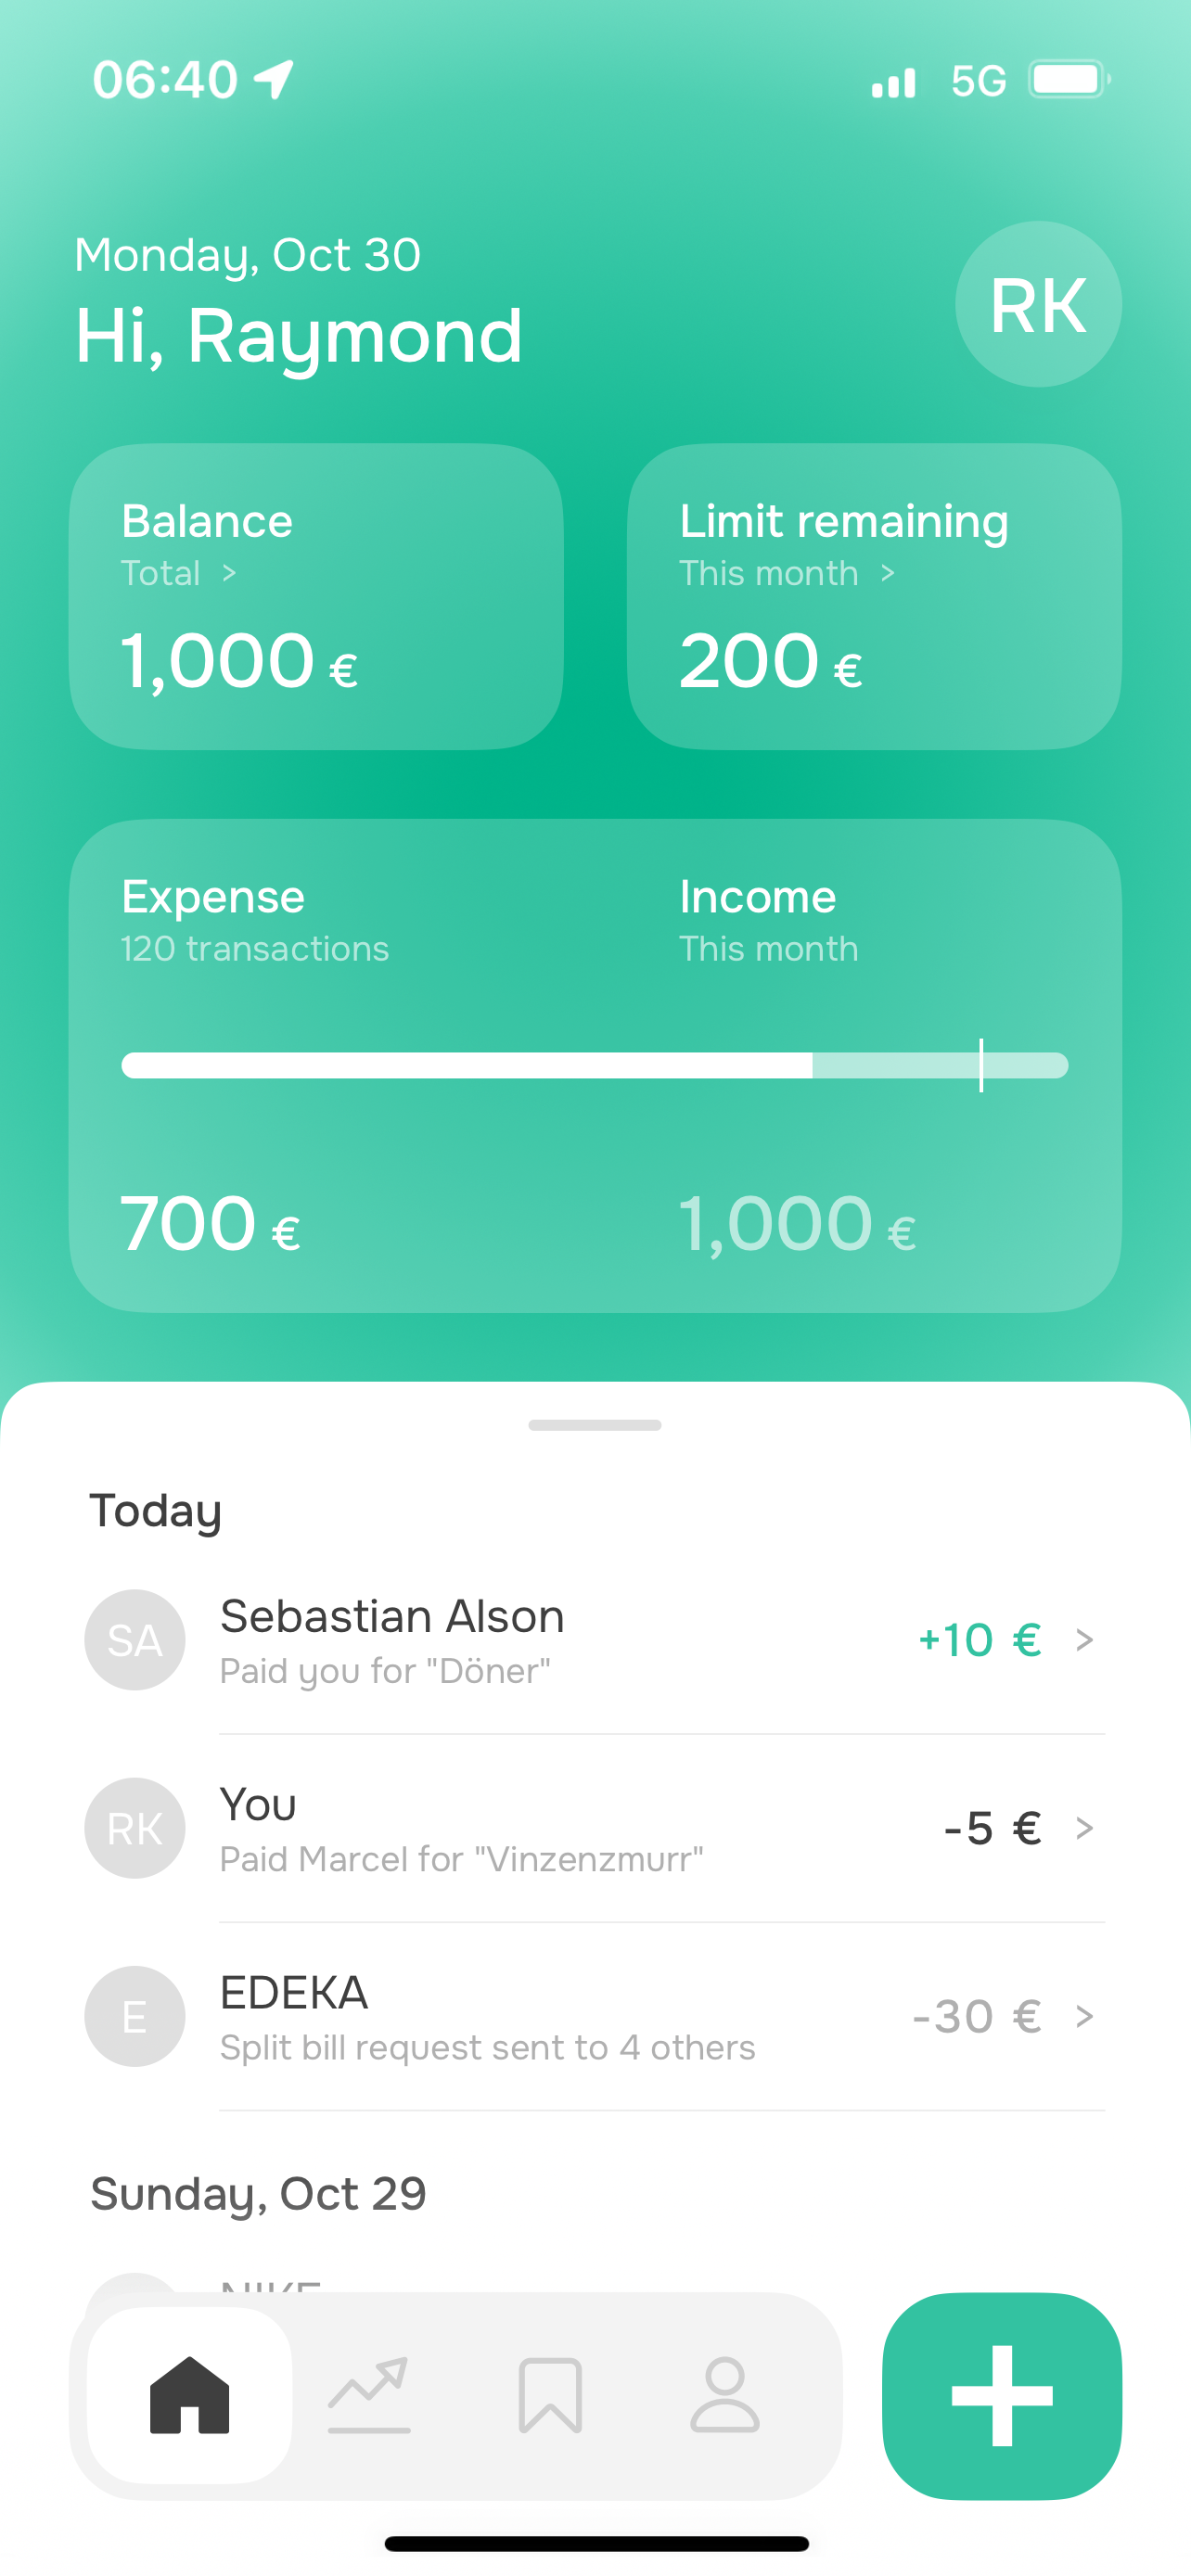 06:40
5G
Monday, Oct 30
Hi, Raymond
RK
Balance
Total >
1,000 €
Limit remaining
This month >
200 €
Expense
120 transactions
Income
This month
700 €
1,000 €
Today
SA
Sebastian Alson
Paid you for "Döner"
+10 € >
RK
You
Paid Marcel for "Vinzenzmurr"
-5 € >
E
EDEKA
Split bill request sent to 4 others
-30 € >
Sunday, Oct 29
NIKE